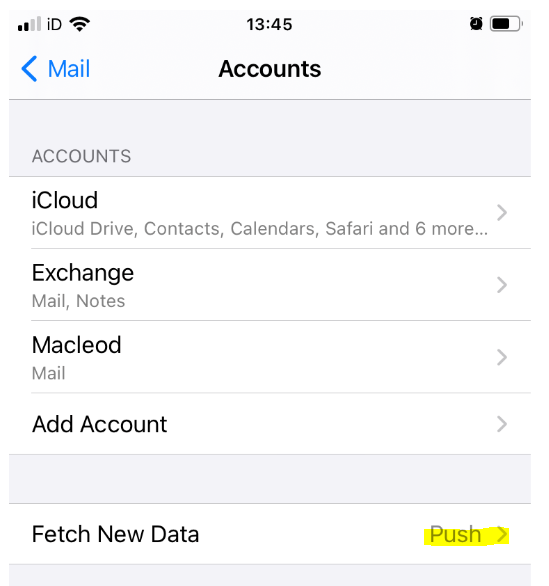 iD 13:45
Mail Accounts
ACCOUNTS
iCloud
iCloud Drive, Contacts, Calendars, Safari and 6 more...
Exchange
Mail, Notes
Macleod
Mail
Add Account
Fetch New Data Push